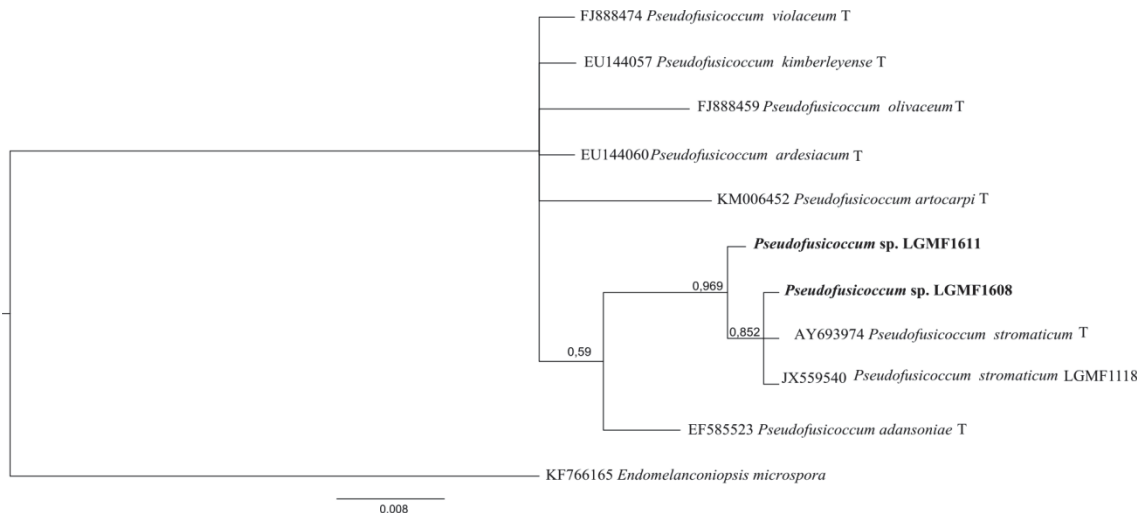 FJ888474 Pseudofusicoccum violaceum T
EU144057 Pseudofusicoccum kimberleyense T
FJ888459 Pseudofusicoccum olivaceum T
EU144060 Pseudofusicoccum ardesiacum T
KM006452 Pseudofusicoccum artocarpi T
Pseudofusicoccum sp. LGMF1611
0,969
Pseudofusicoccum sp. LGMF1608
0,852
AY693974 Pseudofusicoccum stromaticum T
0,59
JX559540 Pseudofusicoccum stromaticum LGMF1118
EF585523 Pseudofusicoccum adansoniae T
KF766165 Endomelanconiopsis microspora
0.008